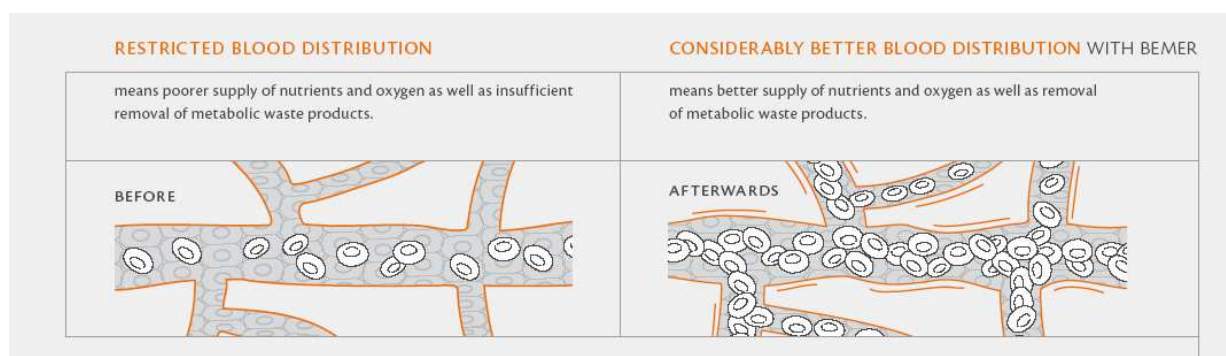 RESTRICTED BLOOD DISTRIBUTION
means poorer supply of nutrients and oxygen as well as insufficient
removal of metabolic waste products.
BEFORE
CONSIDERABLY BETTER BLOOD DISTRIBUTION WITH BEMER
means better supply of nutrients and oxygen as well as removal
of metabolic waste products.
AFTERWARDS